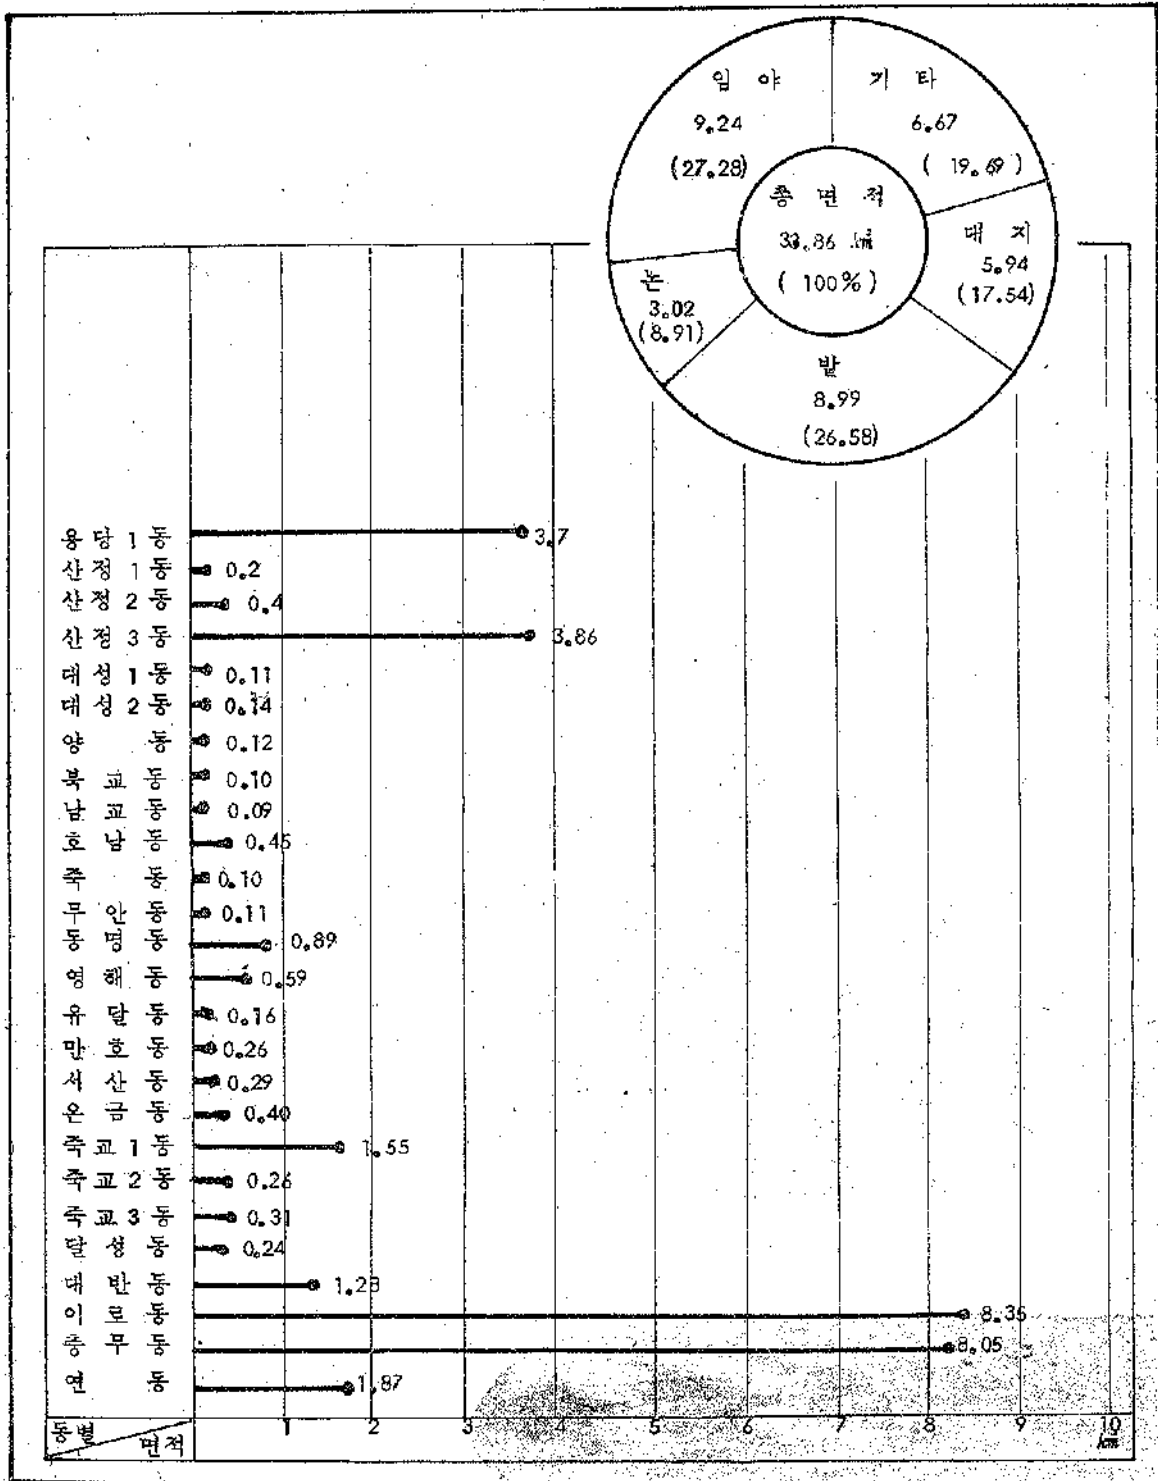 임 야
9.24
(27.28)
기 타
6.67
( 19.69 )
총 면 적
33.86 ㎢
( 100% )
대 지
5.94
(17.54)
논
3.02
(8.91)
밭
8.99
(26.58)
용 당 1 동 3.7
산 정 1 동 0.2
산 정 2 동 0.4
산 정 3 동 3.86
대 성 1 동 0.11
대 성 2 동 0.14
양 동 0.12
북 교 동 0.10
남 교 동 0.09
호 남 동 0.45
죽 동 0.10
무 안 동 0.11
동 명 동 0.89
영 해 동 0.59
유 달 동 0.16
만 호 동 0.26
서 산 동 0.29
온 금 동 0.40
죽 교 1 동 1.55
죽 교 2 동 0.26
죽 교 3 동 0.31
달 성 동 0.24
대 반 동 1.28
이 로 동 8.35
충 무 동 8.05
연 동 1.87
동별 면적 1 2 3 4 5 6 7 8 9 10
㎢